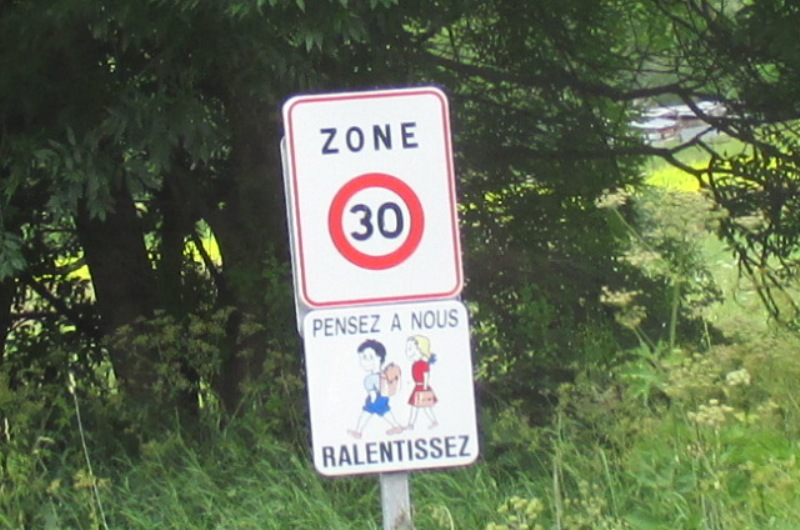 ZONE
30
PENSEZ A NOUS
RALENTISSEZ